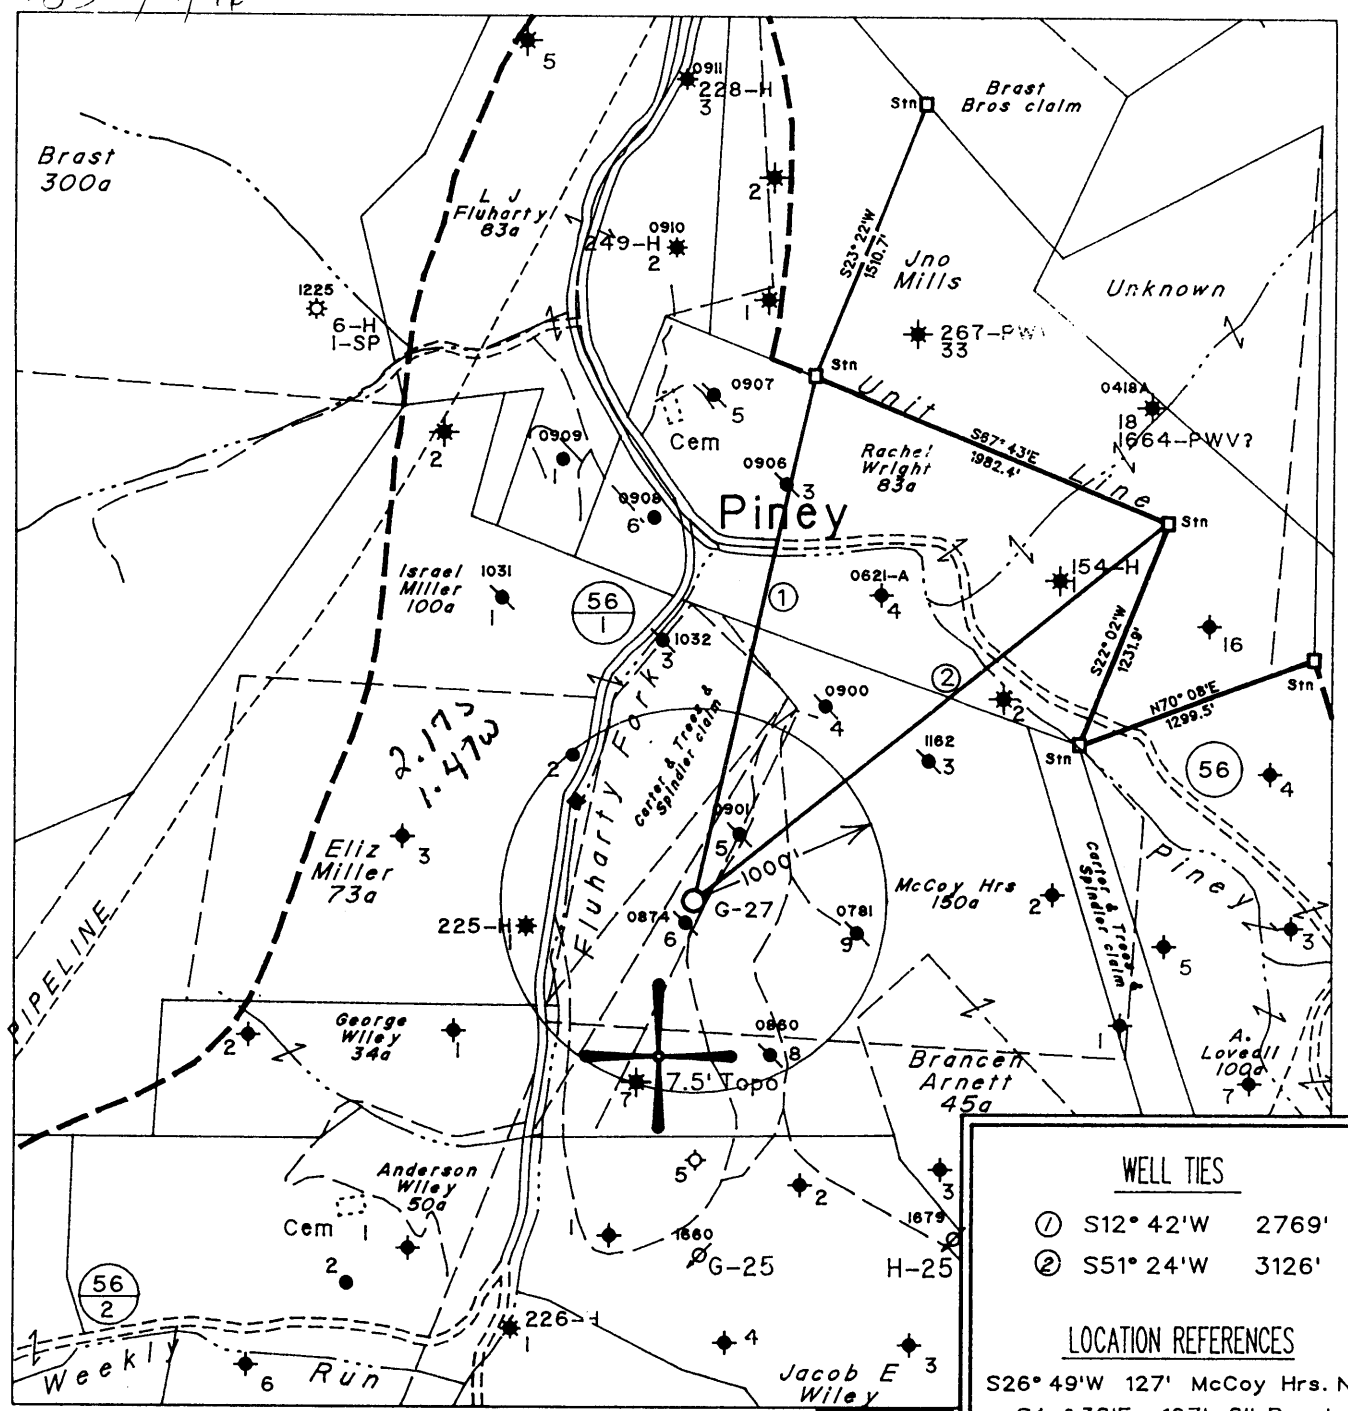 5
0911
228-H
3
Stn
Brast
Bros claim
Brast
300a
L J
Fluharty
83a
2
0910
249-H
2
S23° 22'W
1510.7'
Jno
Mills
Unknown
1225
6-H
1-SP
1
267-PW
33
Stn
0907
5
Cem
Unit
Line
S67° 43'E
1982.4'
0418A
18
1664-PWV?
2
0909
1
0906
3
Rachel
Wright
83a
0908
6
Piney
Stn
Israel
Miller
100a
1031
1
56
1
1
0621-A
4
154-H
1032
3
S22° 02'W
1231.9'
16
2
Fluharty Fork
Carter & Trees &
Spindler claim
0900
4
2
N70° 08'E
1299.5'
Stn
2.17s
1.47w
2
1162
3
Stn
56
4
Eliz
Miller
73a
3
0901
5
1000'
Piney
Carter & Trees &
Spindler claim
McCoy Hrs
150a
2
G-27
0874
6
0781
9
225-H
1
3
5
PIPELINE
2
George
Wiley
34a
1
0860
8
7.5' Topo
7
Brancen
Arnett
45a
1
A.
Lovedll
100a
7
Anderson
Wiley
50a
Cem
1
2
5
2
3
1
1660
G-25
1679
H-25
56
2
226-H
1
4
3
Weekly Run
6
Jacob E
Wiley
WELL TIES
1 S12° 42'W 2769'
2 S51° 24'W 3126'
LOCATION REFERENCES
S26° 49'W 127' McCoy Hrs. N